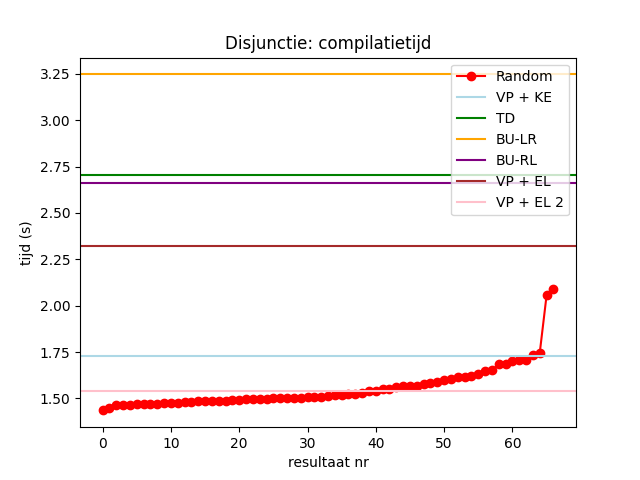 Disjunctie: compilatietijd
tijd (s)
3.25
3.00
2.75
2.50
2.25
2.00
1.75
1.50
Random
VP + KE
TD
BU-LR
BU-RL
VP + EL
VP + EL 2
0 10 20 30 40 50 60
resultaat nr